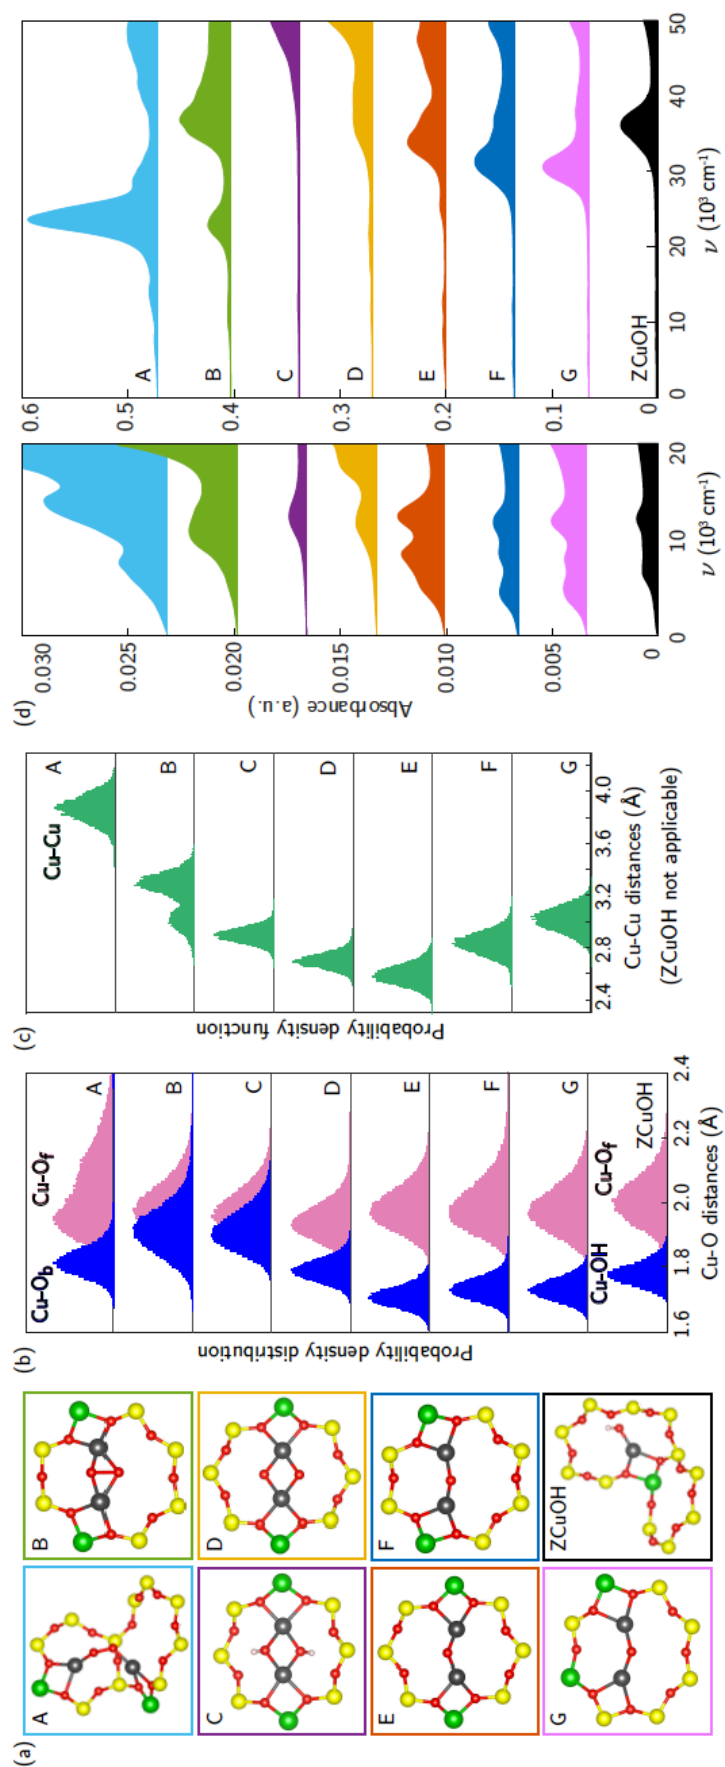 (a)
A
B
C
D
E
F
G
ZCuOH
(b)
Probability density distribution
Cu–Ob
Cu-Of
A
B
C
D
E
F
G
Cu–OH
Cu–Of
ZCuOH
1.6 1.8 2.0 2.2 2.4
Cu-O distances (Å)
(c)
Probability density function
Cu–Cu
A
B
C
D
E
F
G
2.4 2.8 3.2 3.6 4.0
Cu-Cu distances (Å)
(ZCuOH not applicable)
(d)
Absorbance (a.u.)
0.030
0.025
0.020
0.015
0.010
0.005
0
0 10 20
ν (10³ cm⁻¹)
0.6
0.5
0.4
0.3
0.2
0.1
0
A
B
C
D
E
F
G
ZCuOH
0 10 20 30 40 50
ν (10³ cm⁻¹)